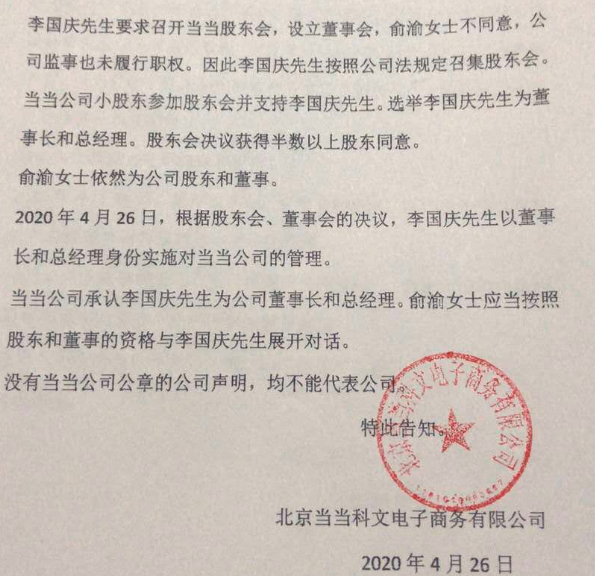 李国庆先生要求召开当当股东会，设立董事会，俞渝女士不同意，公
司监事也未履行职权。因此李国庆先生按照公司法规定召集股东会。
当当公司小股东参加股东会并支持李国庆先生。选举李国庆先生为董
事长和总经理。股东会决议获得半数以上股东同意。
俞渝女士依然为公司股东和董事。
2020 年 4 月 26 日，根据股东会、董事会的决议，李国庆先生以董事
长和总经理身份实施对当当公司的管理。
当当公司承认李国庆先生为公司董事长和总经理。俞渝女士应当按照
股东和董事的资格与李国庆先生展开对话。
没有当当公司公章的公司声明，均不能代表公司。
特此告知。
北京当当科文电子商务有限公司
北京当当科文电子商务有限公司
2020 年 4 月 26 日